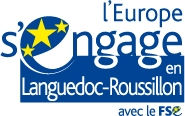 l'Europe
s'engage
en
Languedoc-Roussillon
avec le FSe